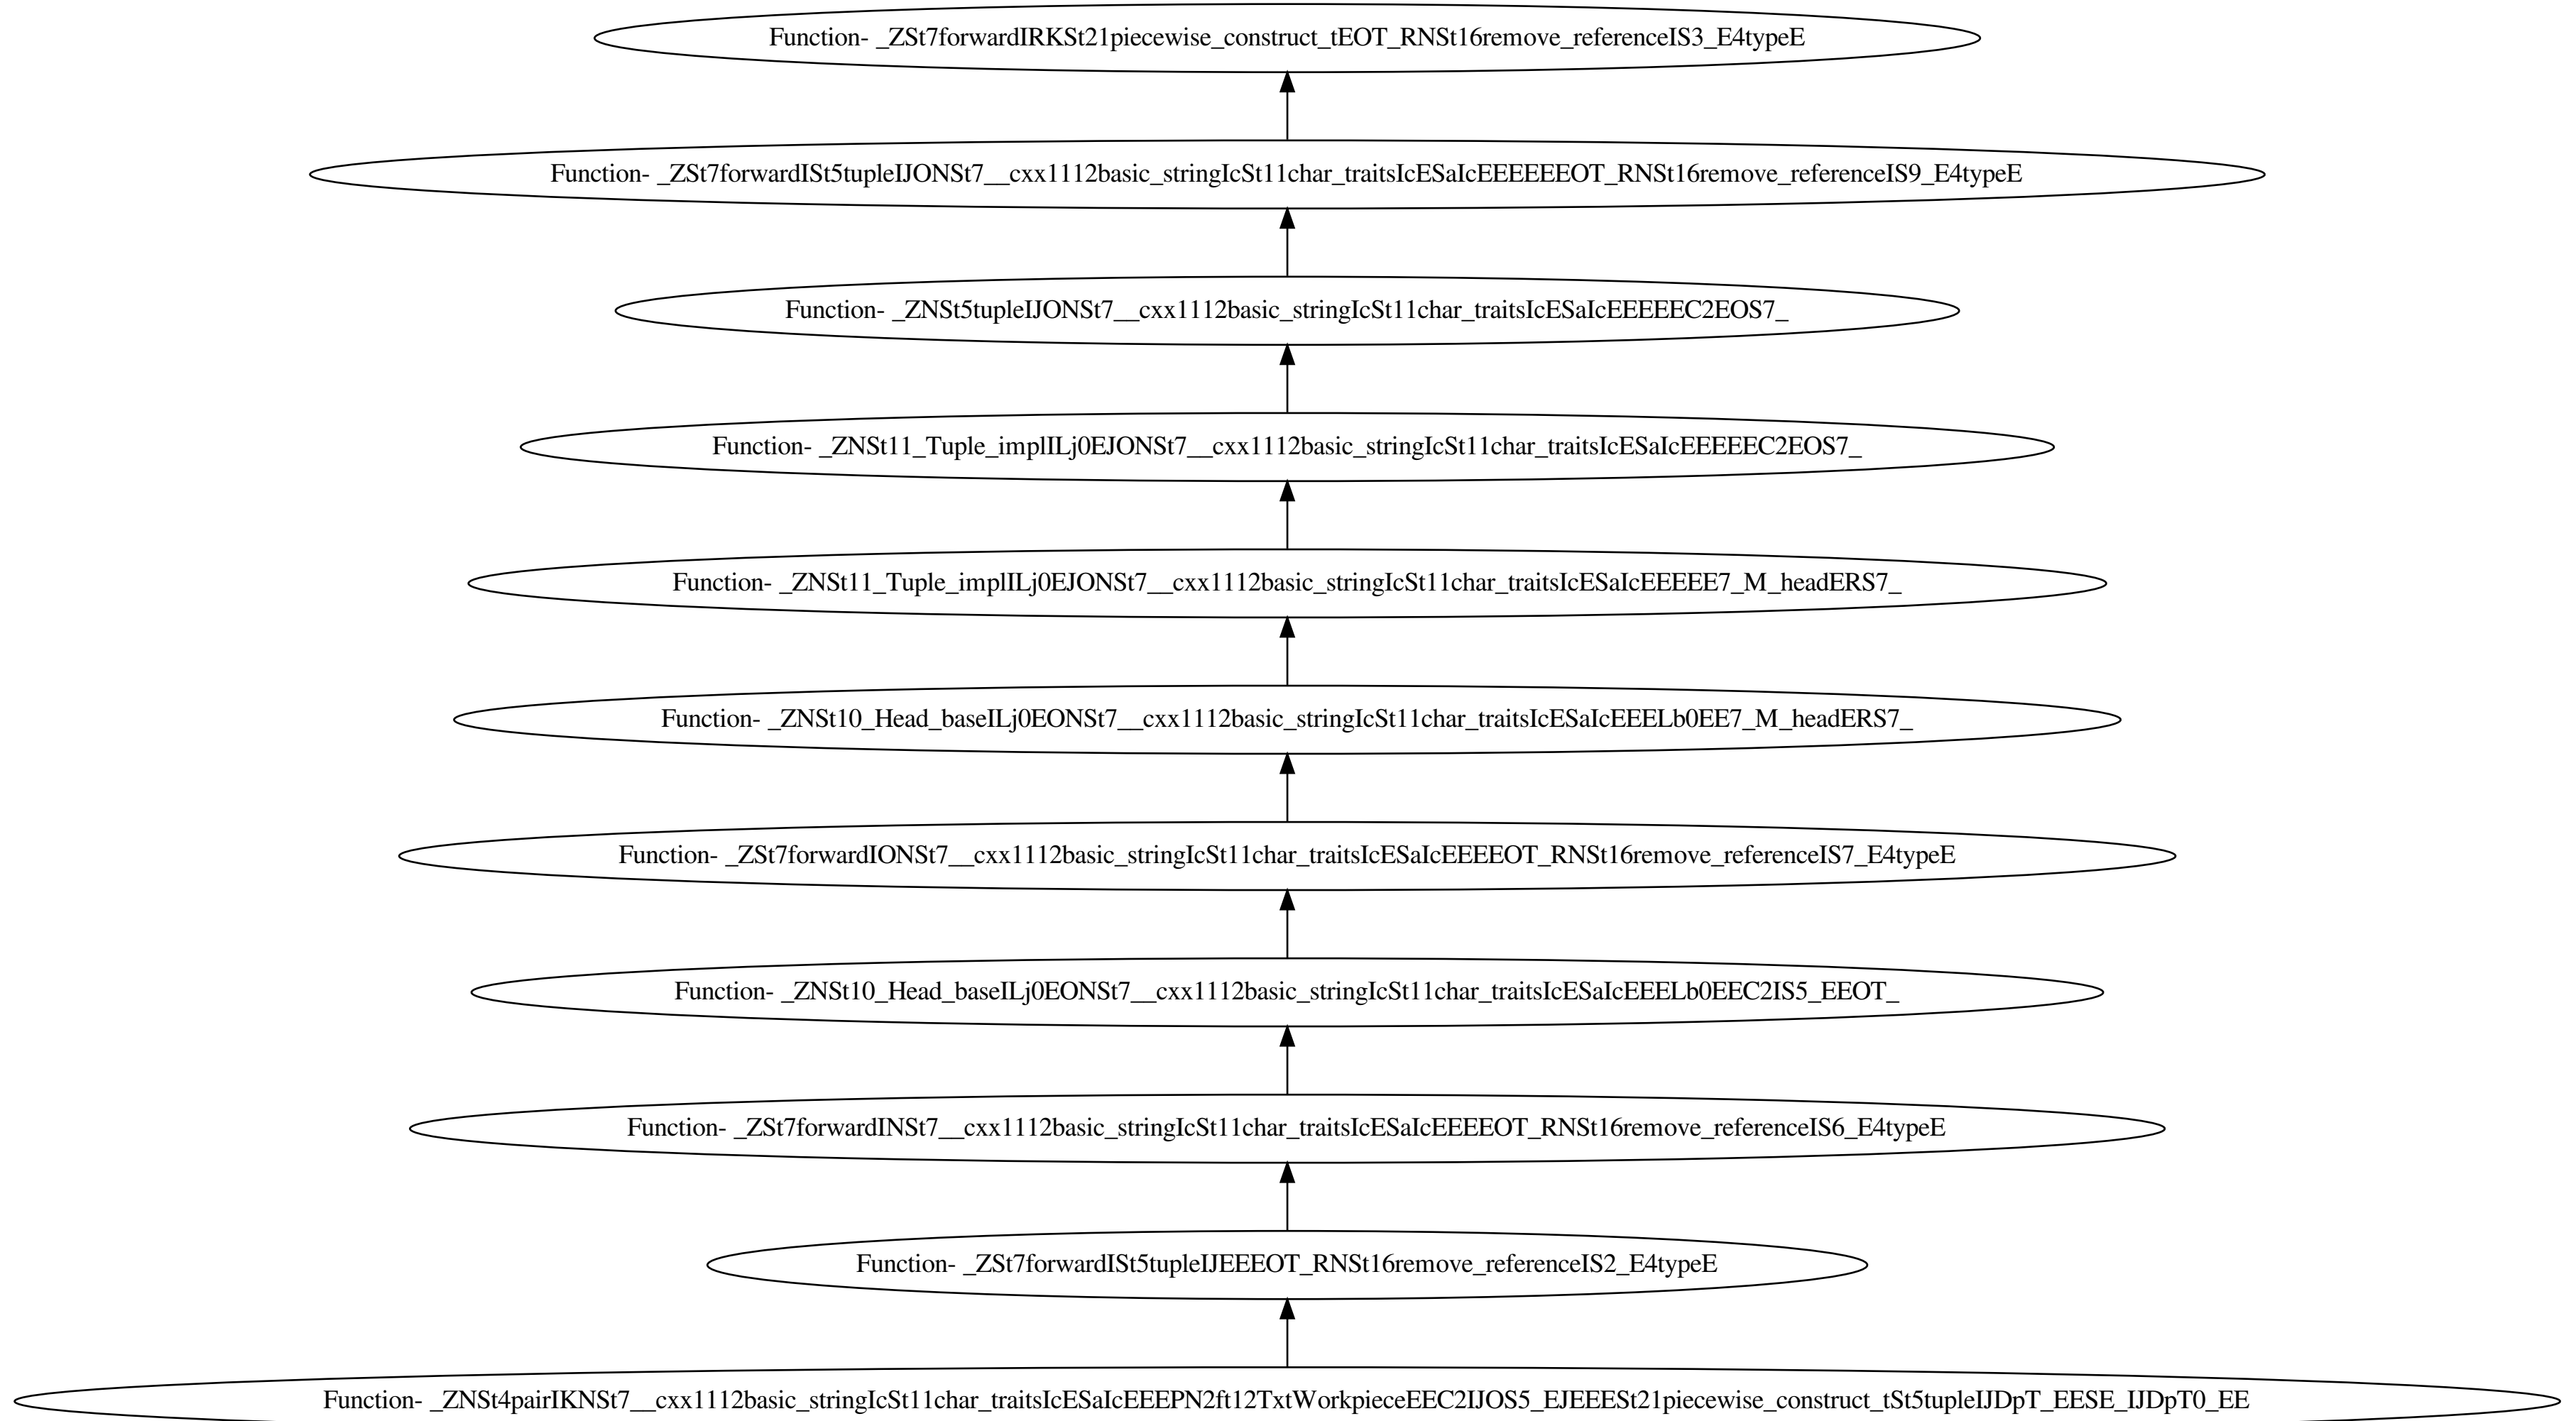 Function- _ZSt7forwardIRKSt21piecewise_construct_tEOT_RNSt16remove_referenceIS3_E4typeE
Function- _ZSt7forwardISt5tupleIJONSt7__cxx1112basic_stringIcSt11char_traitsIcESaIcEEEEEEOT_RNSt16remove_referenceIS9_E4typeE
Function- _ZNSt5tupleIJONSt7__cxx1112basic_stringIcSt11char_traitsIcESaIcEEEEEC2EOS7_
Function- _ZNSt11_Tuple_implILj0EJONSt7__cxx1112basic_stringIcSt11char_traitsIcESaIcEEEEEC2EOS7_
Function- _ZNSt11_Tuple_implILj0EJONSt7__cxx1112basic_stringIcSt11char_traitsIcESaIcEEEEE7_M_headERS7_
Function- _ZNSt10_Head_baseILj0EONSt7__cxx1112basic_stringIcSt11char_traitsIcESaIcEEELb0EE7_M_headERS7_
Function- _ZSt7forwardIONSt7__cxx1112basic_stringIcSt11char_traitsIcESaIcEEEEOT_RNSt16remove_referenceIS7_E4typeE
Function- _ZNSt10_Head_baseILj0EONSt7__cxx1112basic_stringIcSt11char_traitsIcESaIcEEELb0EEC2IS5_EEOT_
Function- _ZSt7forwardINSt7__cxx1112basic_stringIcSt11char_traitsIcESaIcEEEEOT_RNSt16remove_referenceIS6_E4typeE
Function- _ZSt7forwardISt5tupleIJEEEOT_RNSt16remove_referenceIS2_E4typeE
Function- _ZNSt4pairIKNSt7__cxx1112basic_stringIcSt11char_traitsIcESaIcEEEPN2ft12TxtWorkpieceEEC2IJOS5_EJEEESt21piecewise_construct_tSt5tupleIJDpT_EESE_IJDpT0_EE